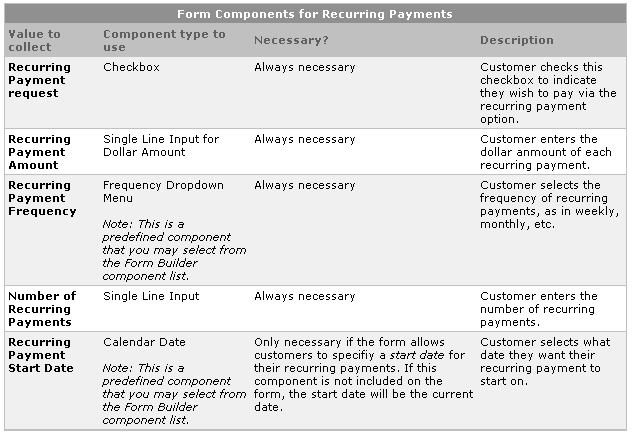 Form Components for Recurring Payments
Value to collect
Component type to use
Necessary?
Description
Recurring Payment request
Checkbox
Always necessary
Customer checks this
checkbox to indicate
they wish to pay via the
recurring payment
option.
Recurring
Payment
Amount
Single Line Input for
Dollar Amount
Always necessary
Customer enters the
dollar anmount of each
recurring payment.
Recurring
Payment
Frequency
Frequency Dropdown
Menu
Note: This is a
predefined component
that you may select from
the Form Builder
component list.
Always necessary
Customer selects the
frequency of recurring
payments, as in weekly,
monthly, etc.
Number of
Recurring
Payments
Single Line Input
Always necessary
Customer enters the
number of recurring
payments.
Recurring
Payment
Start Date
Calendar Date
Note: This is a
predefined component
that you may select from
the Form Builder
component list.
Only necessary if the form allows
customers to specifiy a start date for
their recurring payments. If this
component is not included on the
form, the start date will be the current
date.
Customer selects what
date they want their
recurring payment to
start on.